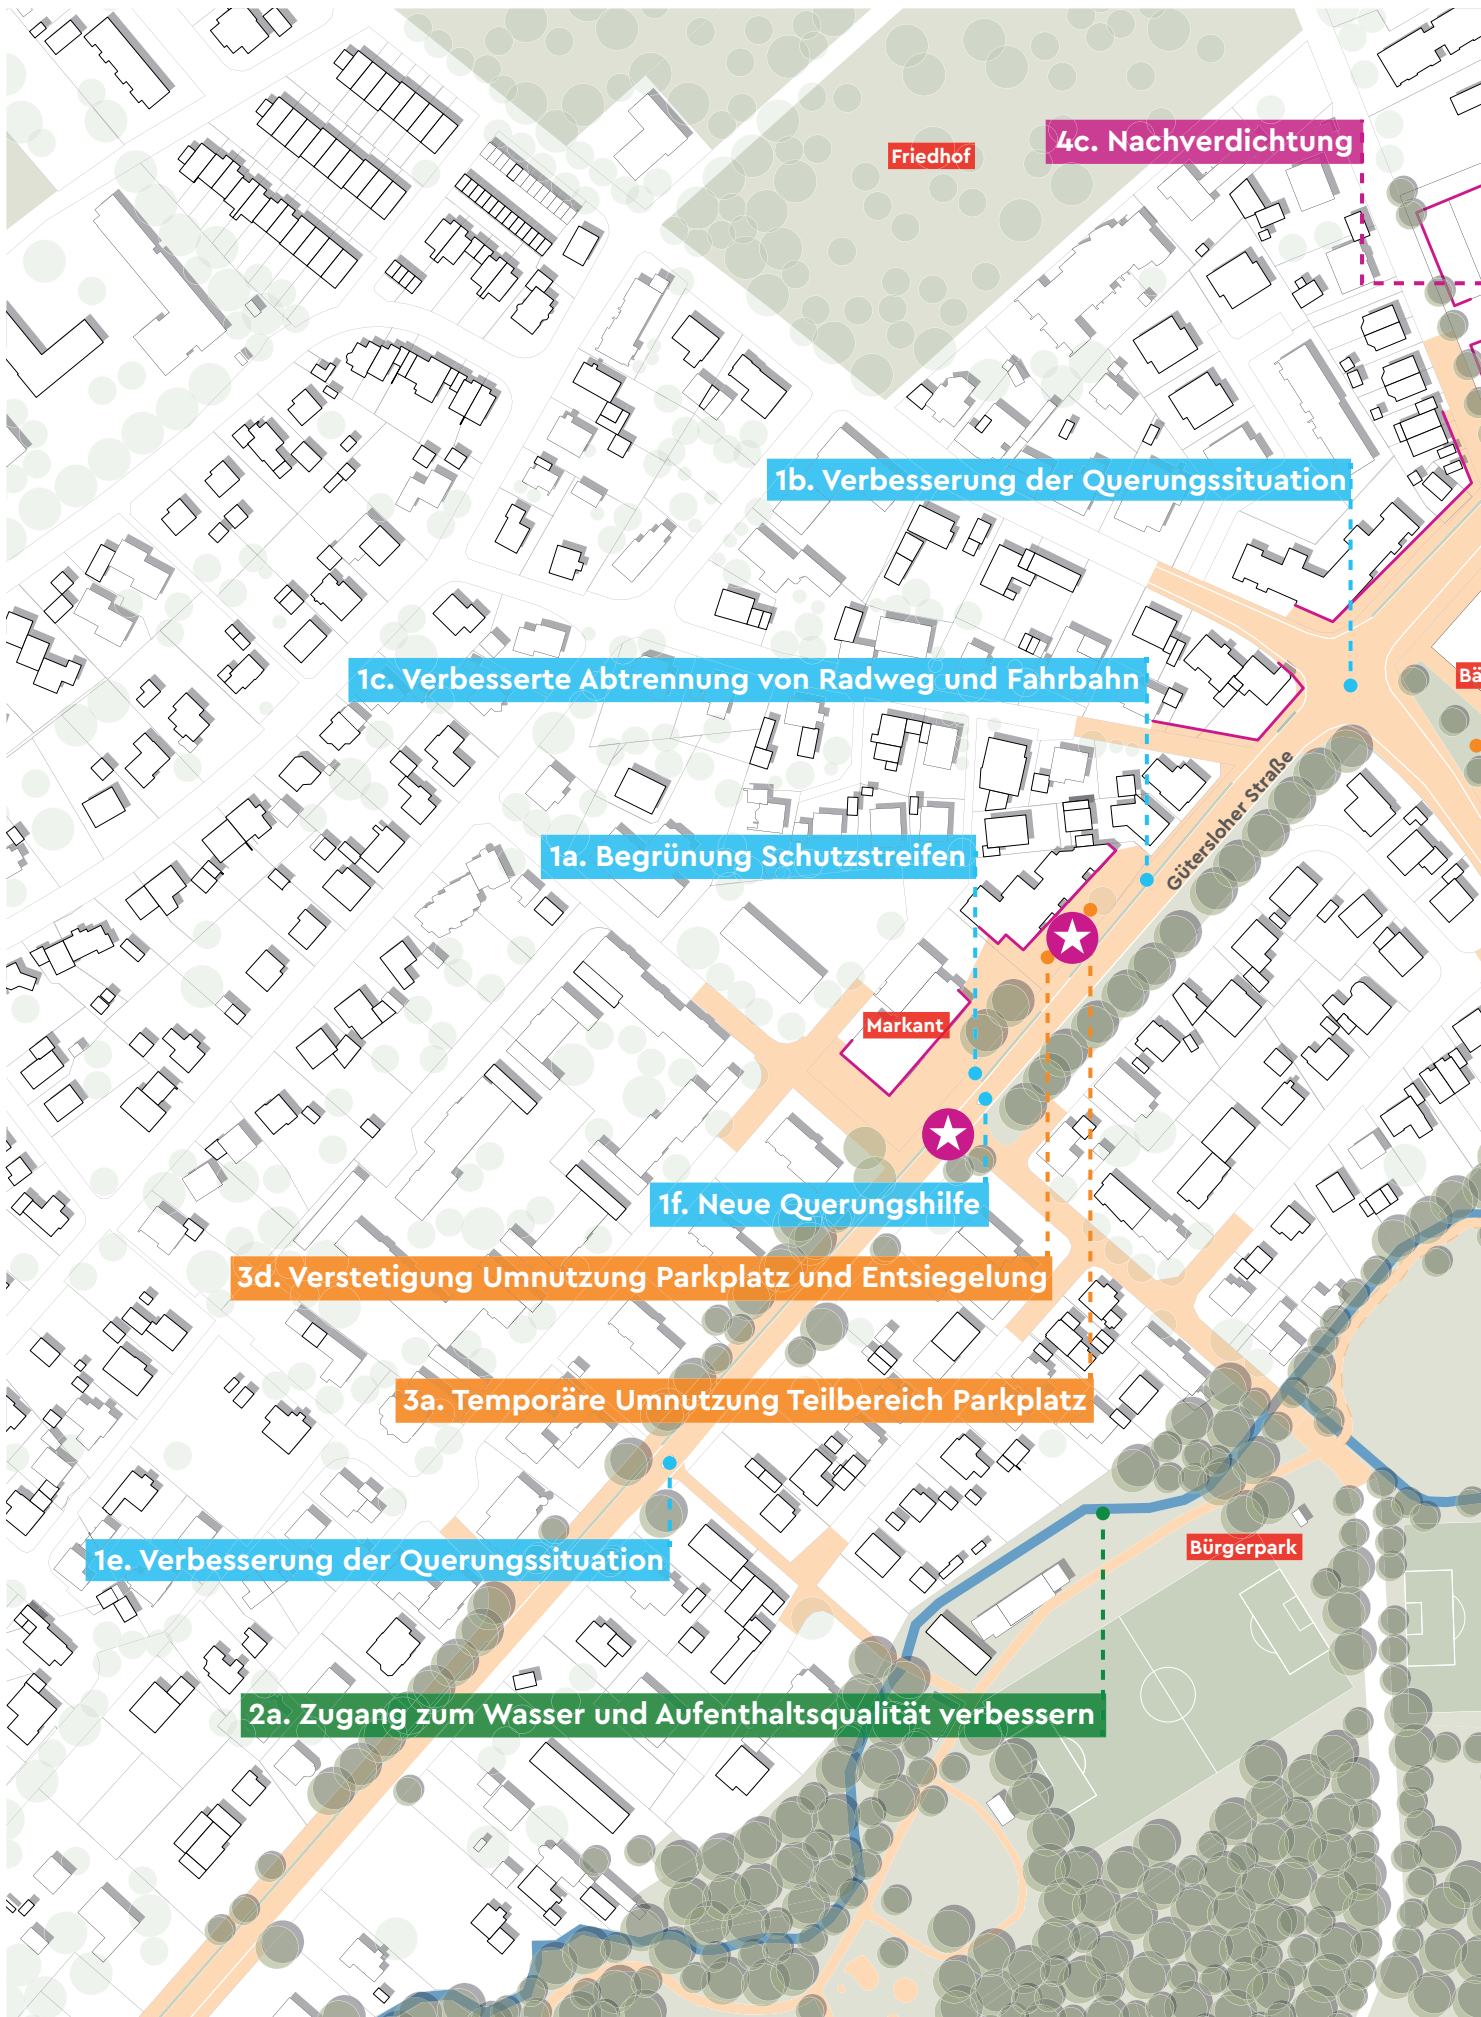 4c. Nachverdichtung
Friedhof
1b. Verbesserung der Querungssituation
1c. Verbesserte Abtrennung von Radweg und Fahrbahn
Bä
Gütersloher Straße
1a. Begrünung Schutzstreifen
Markant
1f. Neue Querungshilfe
3d. Verstetigung Umnutzung Parkplatz und Entsiegelung
3a. Temporäre Umnutzung Teilbereich Parkplatz
Bürgerpark
1e. Verbesserung der Querungssituation
2a. Zugang zum Wasser und Aufenthaltsqualität verbessern